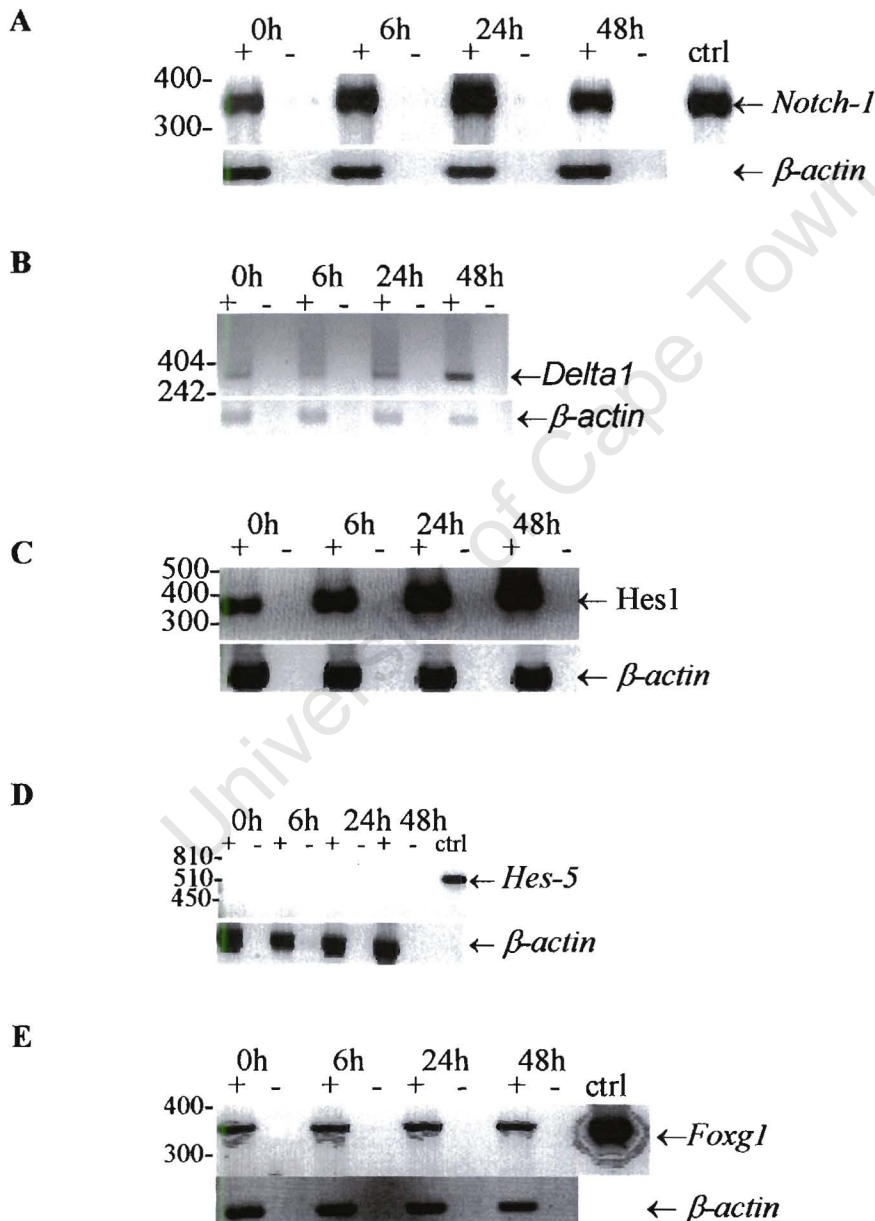 A
0h 6h 24h 48h
+ - + - + - + - ctrl
400-
300-
← Notch-1
← β-actin
B
0h 6h 24h 48h
+ - + - + - + -
404-
242-
←Delta1
←β-actin
C
0h 6h 24h 48h
+ - + - + - + -
500-
400-
300-
← Hes1
← β-actin
D
0h 6h 24h 48h
+ - + - + - + - ctrl
810-
510-
450-
← Hes-5
← β-actin
E
0h 6h 24h 48h
+ - + - + - + - ctrl
400-
300-
←Foxg1
← β-actin
University of Cape Town